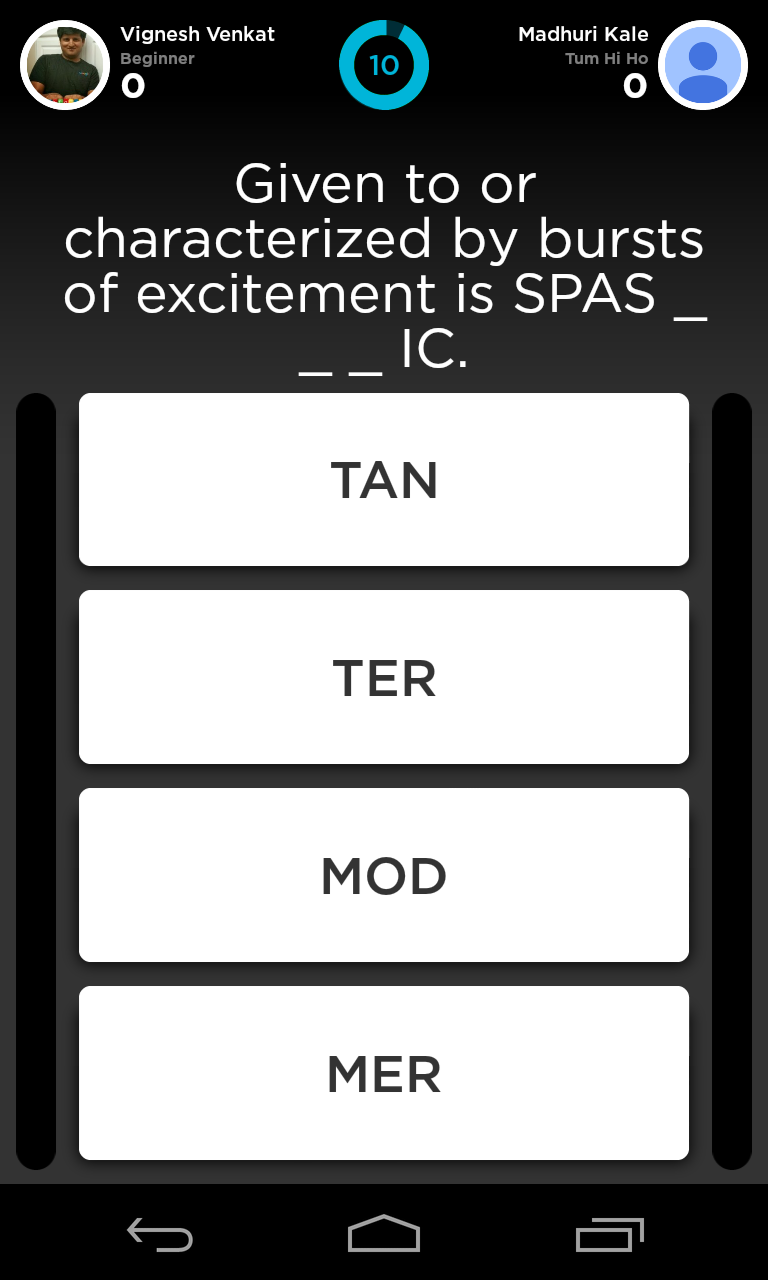 Vignesh Venkat
Beginner
0
10
Madhuri Kale
Tum Hi Ho
0
Given to or
characterized by bursts
of excitement is SPAS _
_ _ IC.
TAN
TER
MOD
MER